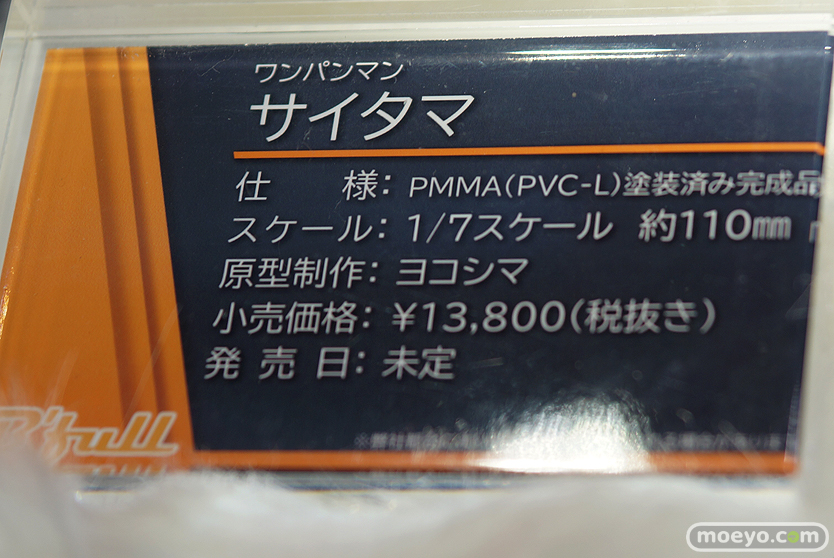 ワンパンマン
サイタマ
仕 様：PMMA(PVC-L)塗装済み完成品
スケール：1/7スケール 約110㎜
原型制作：ヨコシマ
小売価格：¥13,800(税抜き)
発 売 日：未定
moeyo.com